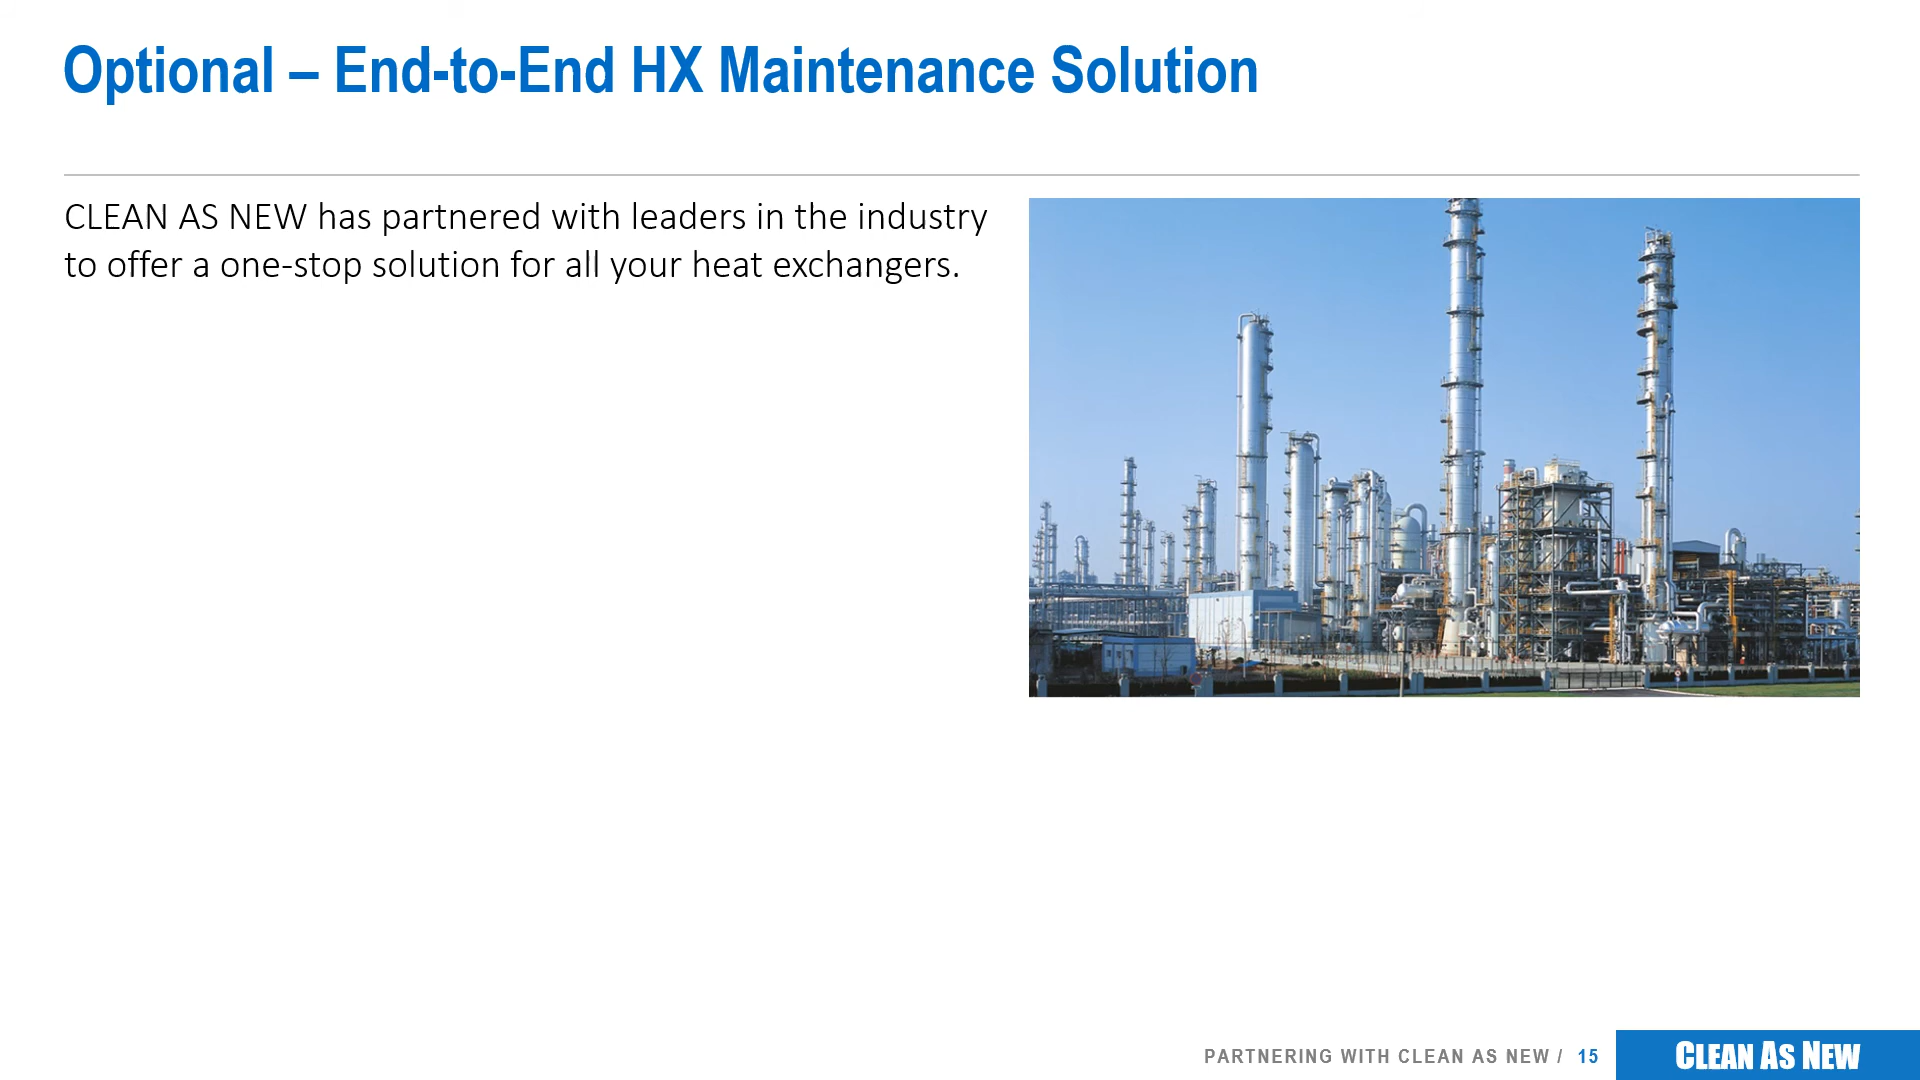 Optional – End-to-End HX Maintenance Solution
CLEAN AS NEW has partnered with leaders in the industry
to offer a one-stop solution for all your heat exchangers.
PARTNERING WITH CLEAN AS NEW / 15
CLEAN AS NEW